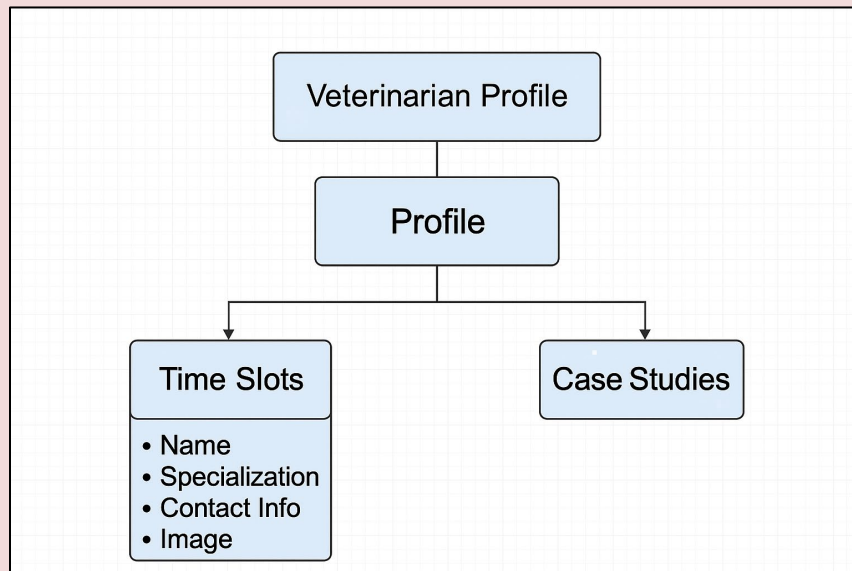 Veterinarian Profile
Profile
Time Slots
• Name
• Specialization
• Contact Info
• Image
Case Studies